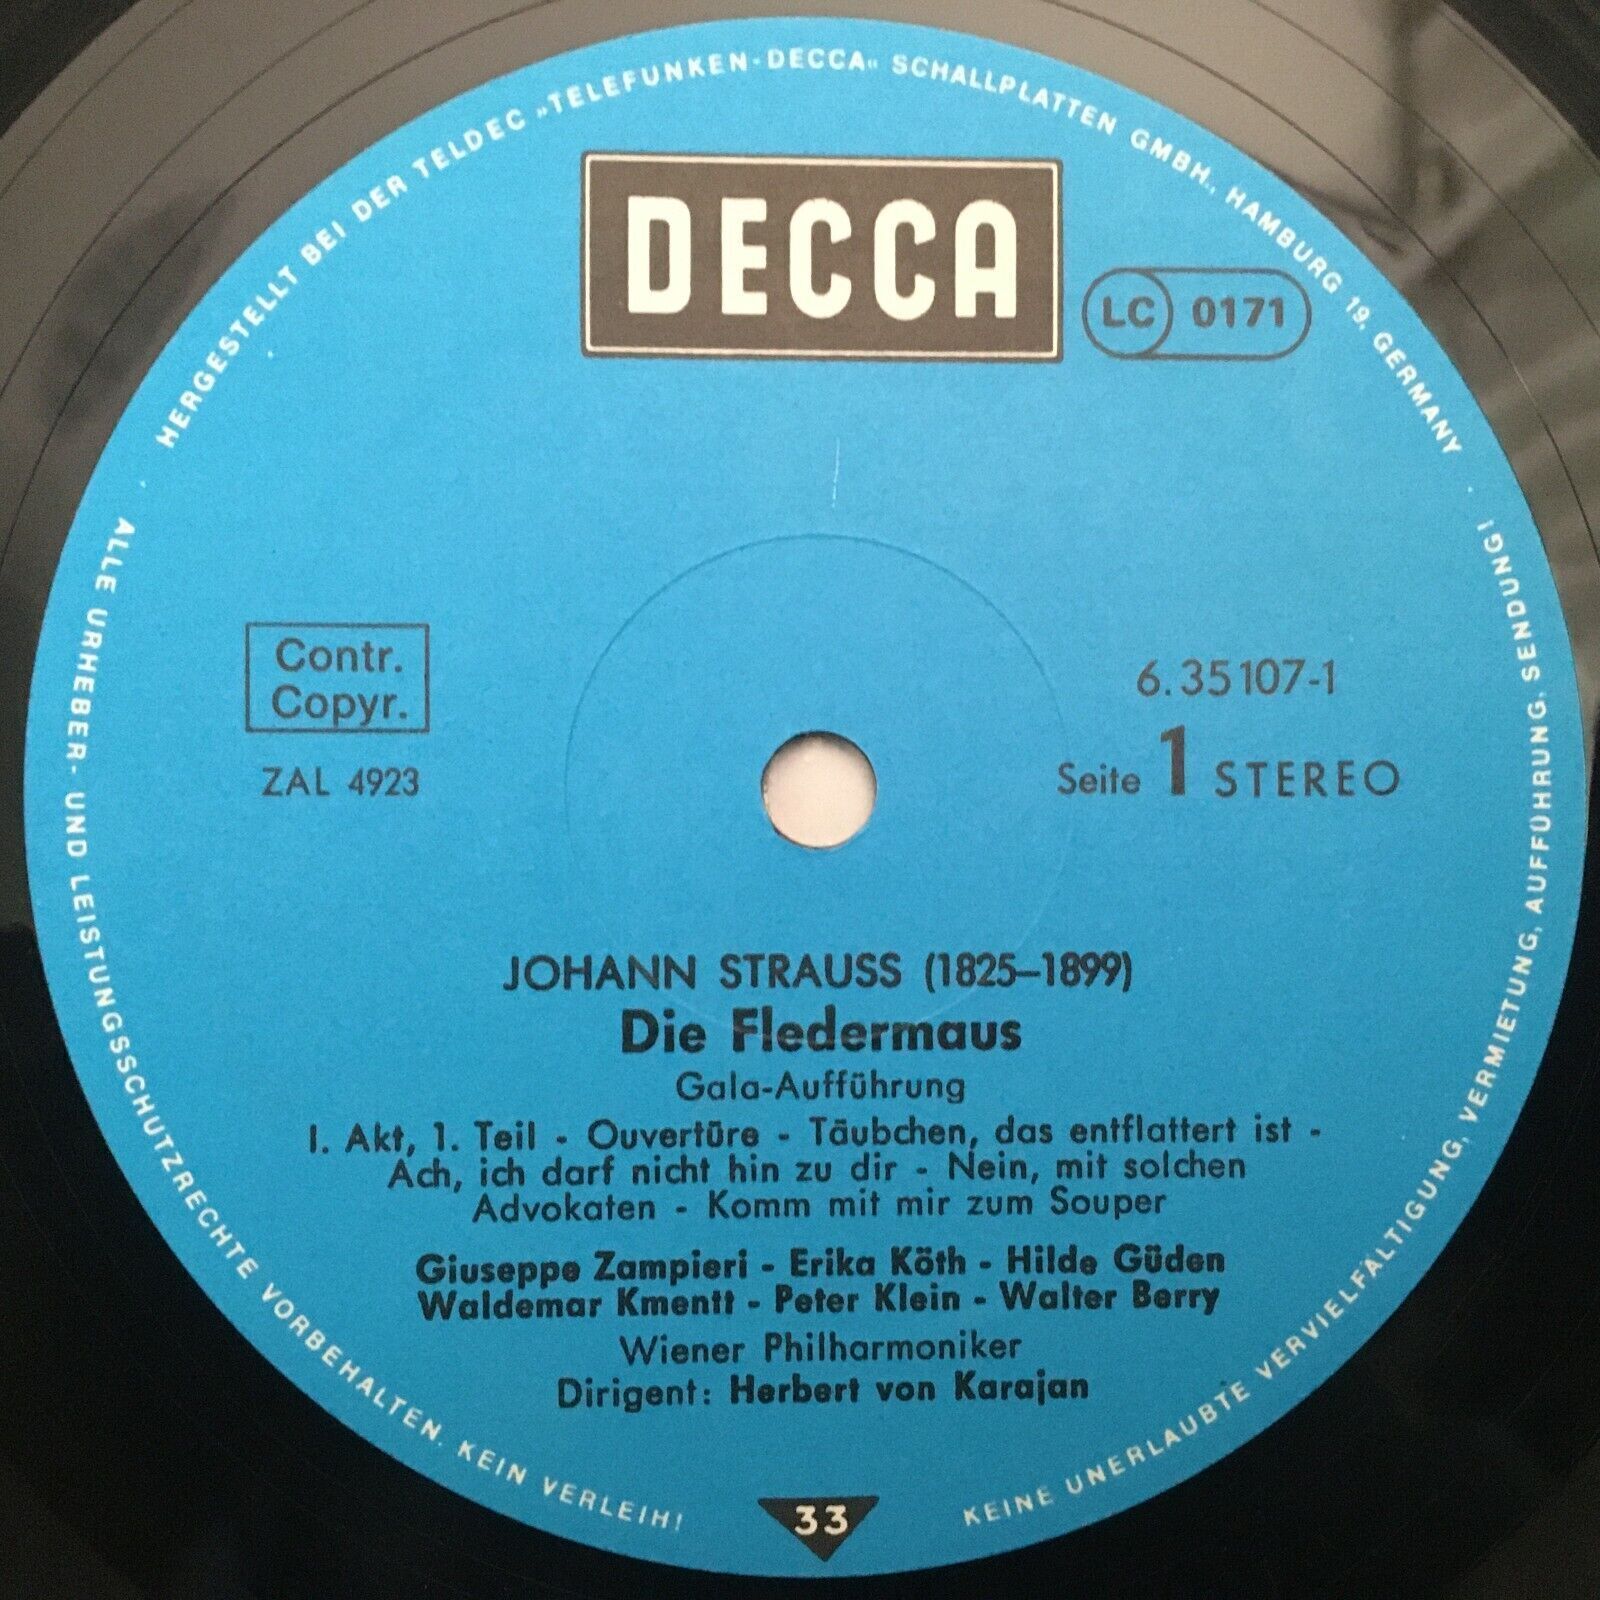 HERGESTELLT BEI DER TELDEC »TELEFUNKEN-DECCA« SCHALLPLATTEN GMBH., HAMBURG 19, GERMANY
DECCA
LC 0171
Contr.
Copyr.
ZAL 4923
6.35107-1
Seite 1 STEREO
JOHANN STRAUSS (1825–1899)
Die Fledermaus
Gala-Aufführung
I. Akt, 1. Teil - Ouvertüre - Täubchen, das entflattert ist -
Ach, ich darf nicht hin zu dir - Nein, mit solchen
Advokaten - Komm mit mir zum Souper
Giuseppe Zampieri - Erika Köth - Hilde Güden
Waldemar Kmentt - Peter Klein - Walter Berry
Wiener Philharmoniker
Dirigent: Herbert von Karajan
33
ALLE URHEBER- UND LEISTUNGSSCHUTZRECHTE VORBEHALTEN. KEIN VERLEIH!
KEINE UNERLAUBTE VERVIELFÄLTIGUNG, VERMIETUNG, AUFFÜHRUNG, SENDUNG!